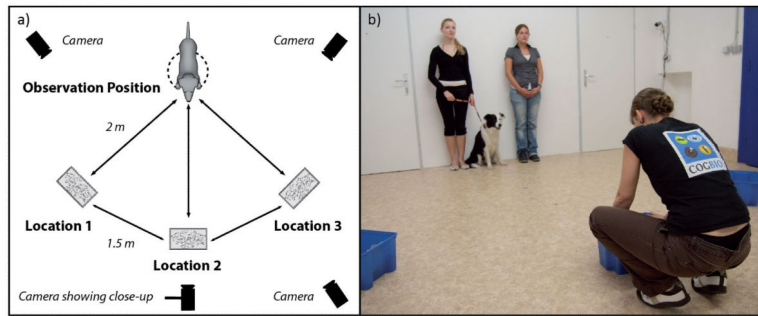 a)
Camera
Camera
Observation Position
2 m
Location 1
Location 3
1.5 m
Location 2
Camera showing close-up
Camera
b)
COGBIO